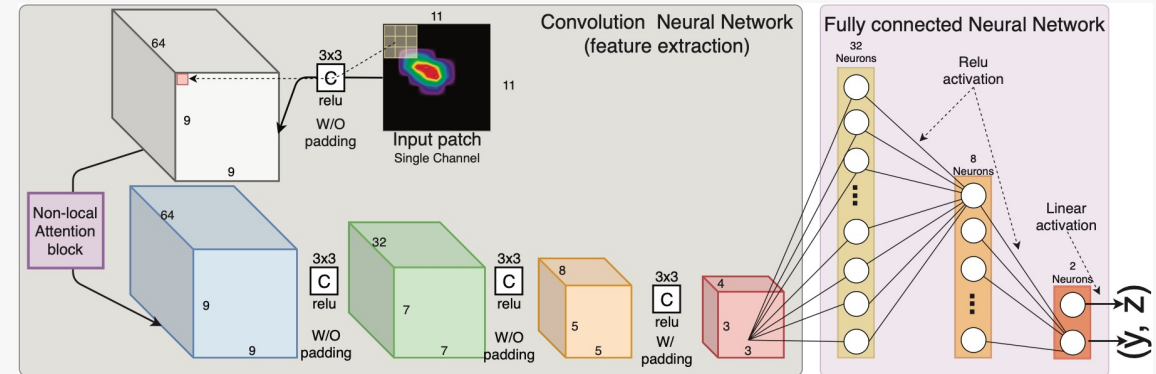 Convolution Neural Network
(feature extraction)
64
9
9
3x3
C
relu
W/O
padding
11
11
Input patch
Single Channel
Non-local
Attention
block
64
9
9
3x3
C
relu
W/O
padding
32
7
7
3x3
C
relu
W/O
padding
8
5
5
3x3
C
relu
W/
padding
4
3
3
Fully connected Neural Network
32
Neurons
Relu
activation
8
Neurons
Linear
activation
2
Neurons
(y, z)